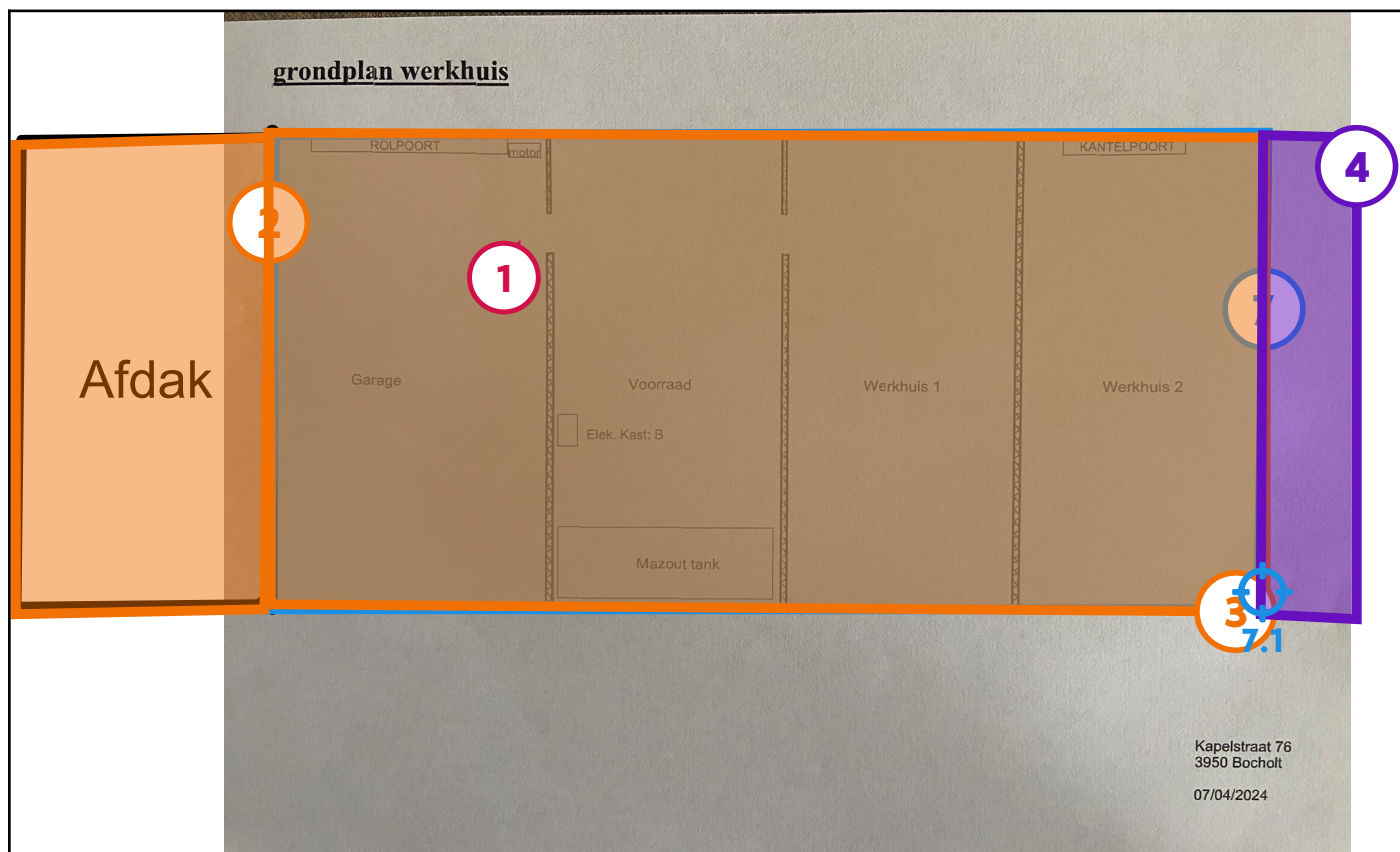 grondplan werkhuis
ROLPOORT
motor
KANTELPOORT
4
2
1
7
Afdak
Garage
Voorraad
Werkhuis 1
Werkhuis 2
Elek. Kast: B
Mazout tank
3
7.1
Kapelstraat 76
3950 Bocholt
07/04/2024